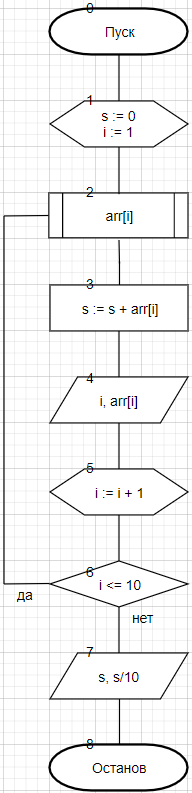 0
Пуск
1
s := 0
i := 1
2
arr[i]
3
s := s + arr[i]
4
i, arr[i]
5
i := i + 1
6
i <= 10
да
нет
7
s, s/10
8
Останов